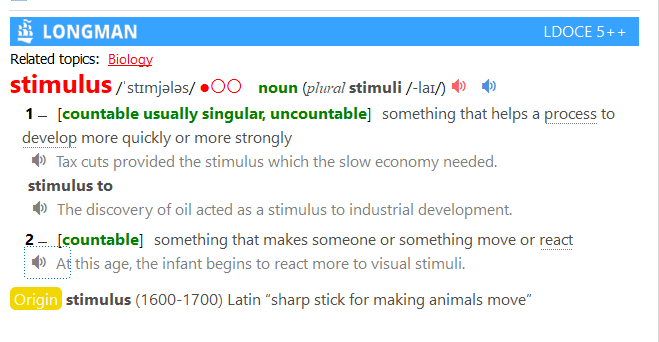 LONGMAN LDOCE 5++
Related topics: Biology
stimulus /ˈstɪmjələs/ ●○○ noun (plural stimuli /-laɪ/)
1 – [countable usually singular, uncountable] something that helps a process to
develop more quickly or more strongly
Tax cuts provided the stimulus which the slow economy needed.
stimulus to
The discovery of oil acted as a stimulus to industrial development.
2 – [countable] something that makes someone or something move or react
At this age, the infant begins to react more to visual stimuli.
Origin stimulus (1600-1700) Latin “sharp stick for making animals move”